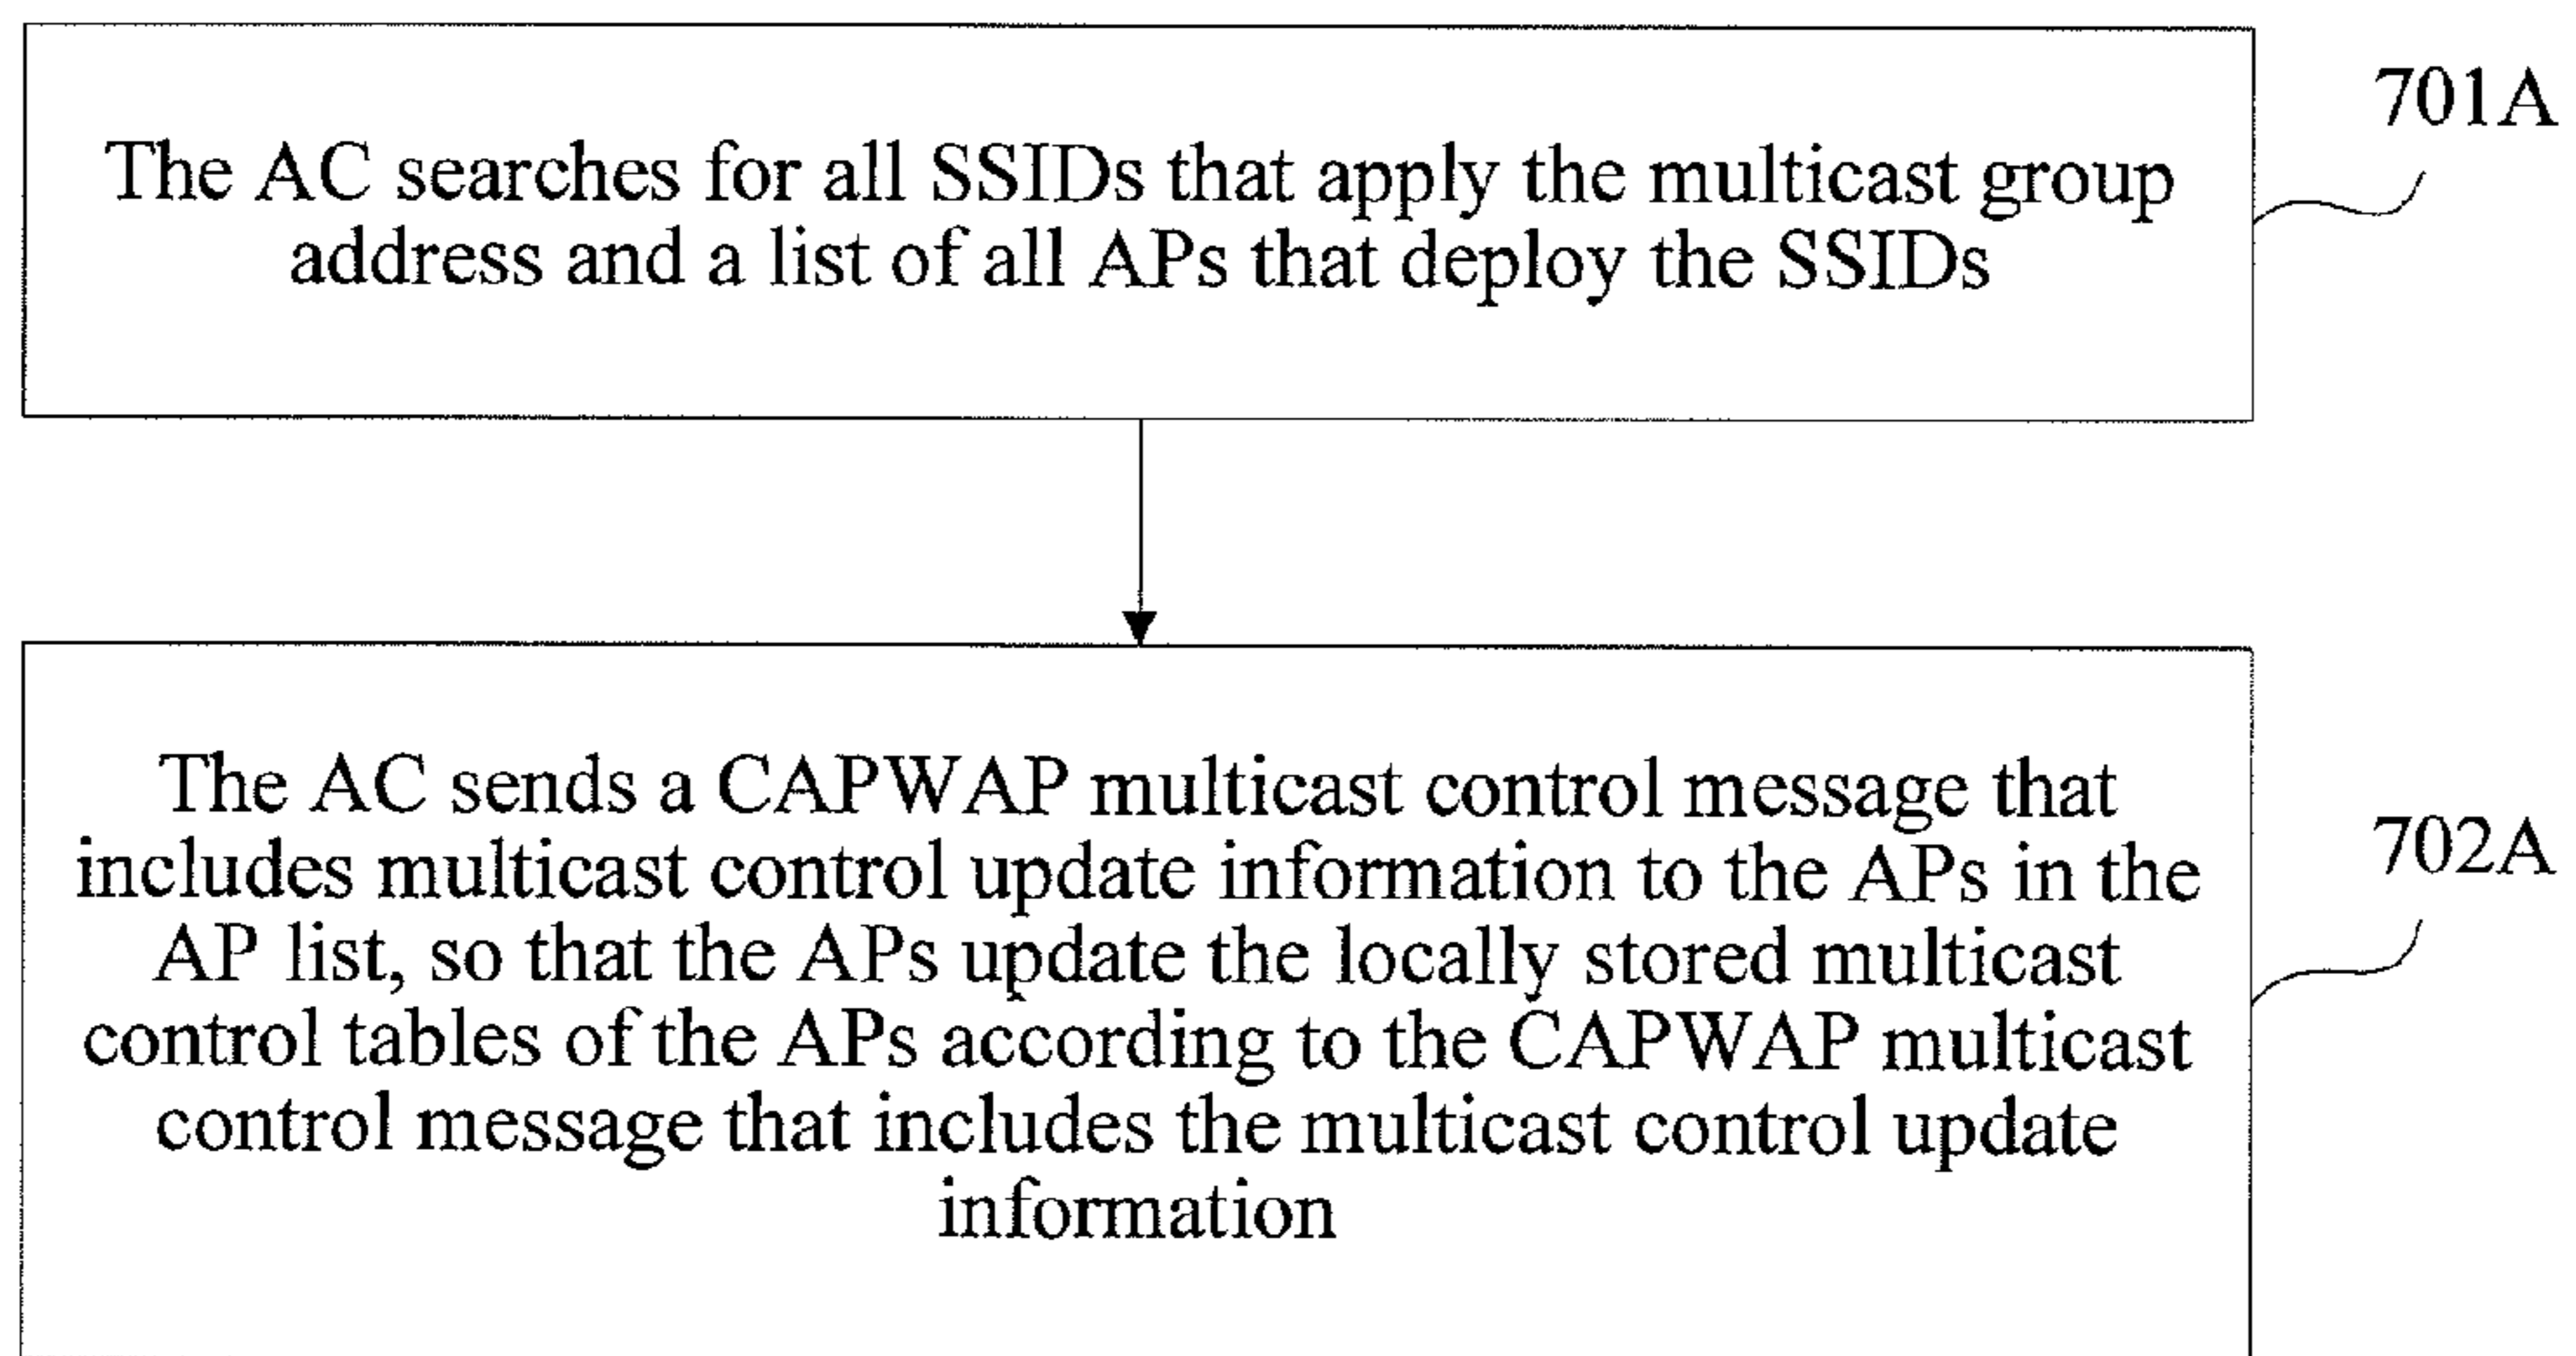 701A
The AC searches for all SSIDs that apply the multicast group
address and a list of all APs that deploy the SSIDs
702A
The AC sends a CAPWAP multicast control message that
includes multicast control update information to the APs in the
AP list, so that the APs update the locally stored multicast
control tables of the APs according to the CAPWAP multicast
control message that includes the multicast control update
information